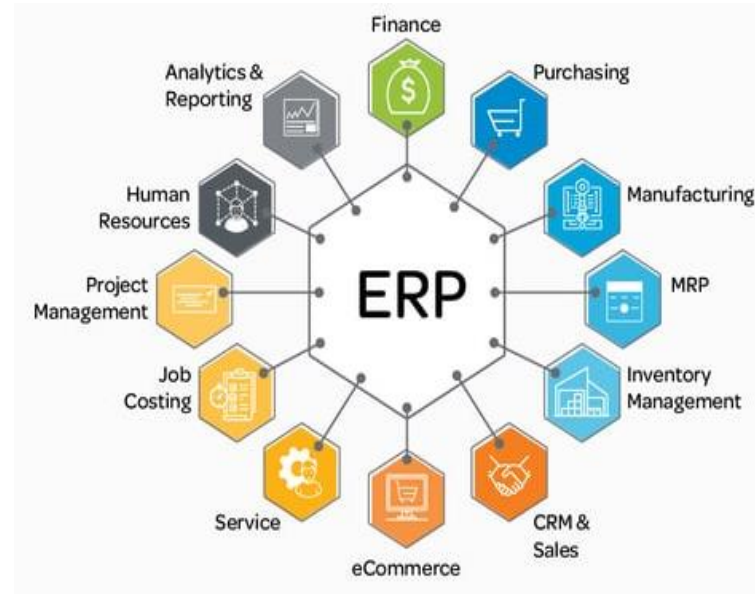 Finance
Purchasing
Manufacturing
MRP
Inventory
Management
CRM &
Sales
eCommerce
Service
Job
Costing
Project
Management
Human
Resources
Analytics &
Reporting
ERP
$